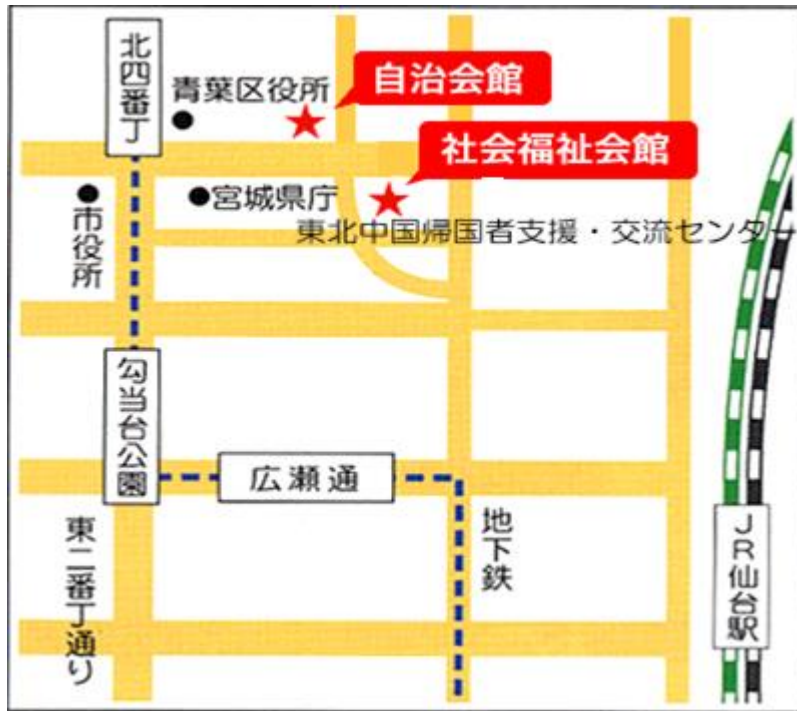 北四番丁
青葉区役所
自治会館
社会福祉会館
市役所
宮城県庁
東北中国帰国者支援・交流センター
勾当台公園
広瀬通
地下鉄
東二番丁通り
JR仙台駅